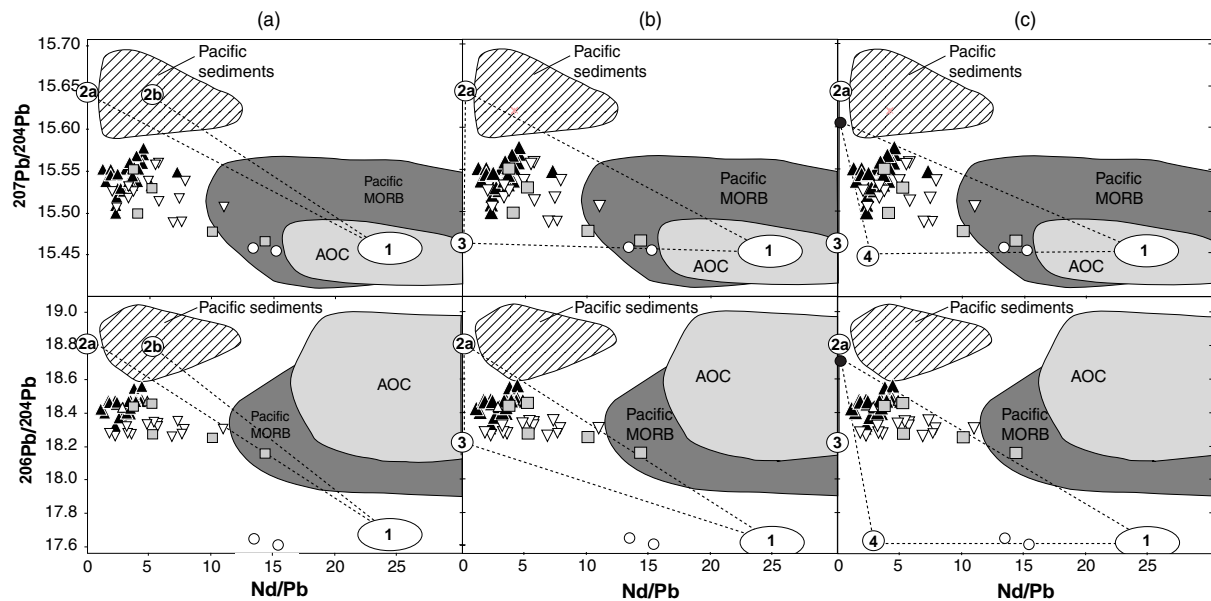 (a) (b) (c)
15.70
15.65
15.60
15.55
15.50
15.45
207Pb/204Pb
Pacific
sediments
2a
2b
Pacific
MORB
AOC
1
Pacific
sediments
2a
3
Pacific
MORB
AOC
1
Pacific
sediments
2a
3
4
Pacific
MORB
AOC
1
19.0
18.8
18.6
18.4
18.2
18.0
17.8
17.6
206Pb/204Pb
Pacific sediments
2a
2b
AOC
Pacific
MORB
1
0 5 10 15 20 25
Nd/Pb
Pacific sediments
2a
AOC
Pacific
MORB
3
1
0 5 10 15 20 25
Nd/Pb
Pacific sediments
2a
AOC
Pacific
MORB
3
4
1
0 5 10 15 20 25
Nd/Pb